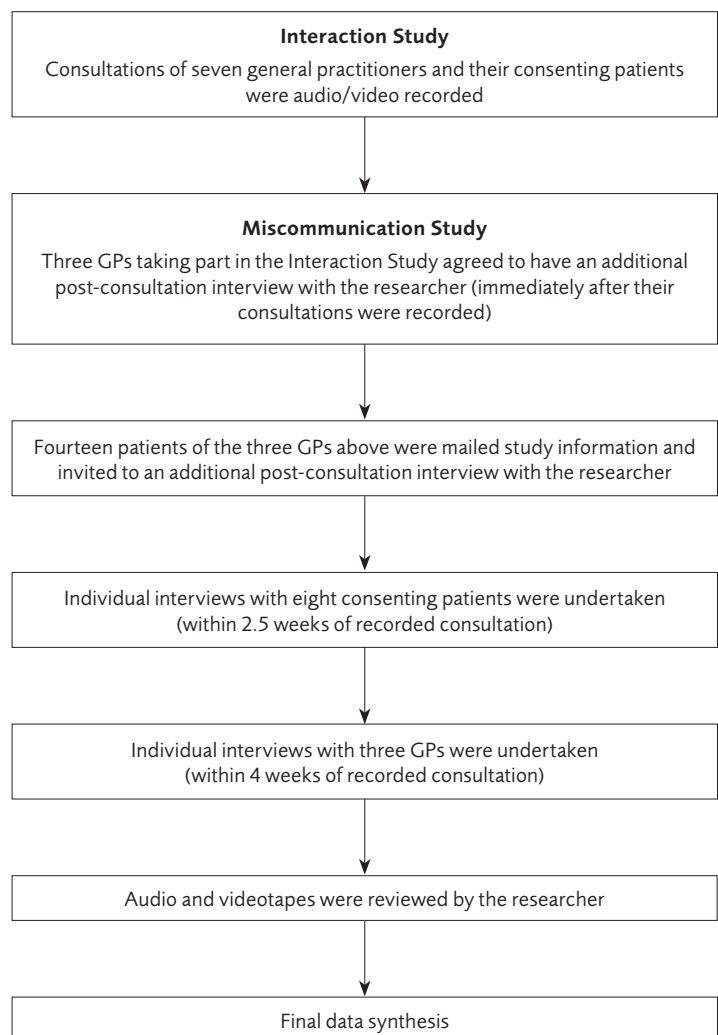 Interaction Study
Consultations of seven general practitioners and their consenting patients
were audio/video recorded
Miscommunication Study
Three GPs taking part in the Interaction Study agreed to have an additional
post-consultation interview with the researcher (immediately after their
consultations were recorded)
Fourteen patients of the three GPs above were mailed study information and
invited to an additional post-consultation interview with the researcher
Individual interviews with eight consenting patients were undertaken
(within 2.5 weeks of recorded consultation)
Individual interviews with three GPs were undertaken
(within 4 weeks of recorded consultation)
Audio and videotapes were reviewed by the researcher
Final data synthesis